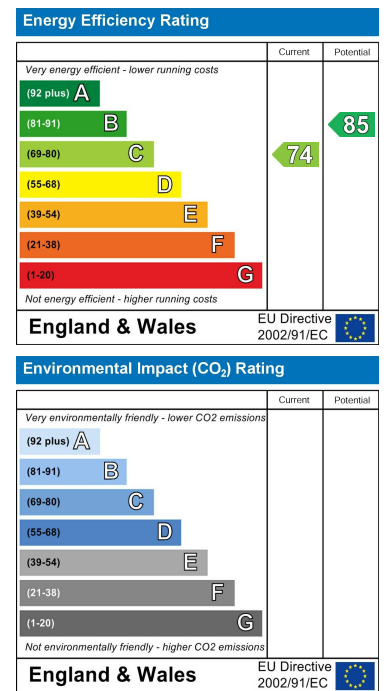 Energy Efficiency Rating
Current Potential
Very energy efficient - lower running costs
(92 plus) A
(81-91) B
85
(69-80) C
74
(55-68) D
(39-54) E
(21-38) F
(1-20) G
Not energy efficient - higher running costs
England & Wales
EU Directive
2002/91/EC
Environmental Impact (CO₂) Rating
Current Potential
Very environmentally friendly - lower CO2 emissions
(92 plus) A
(81-91) B
(69-80) C
(55-68) D
(39-54) E
(21-38) F
(1-20) G
Not environmentally friendly - higher CO2 emissions
England & Wales
EU Directive
2002/91/EC